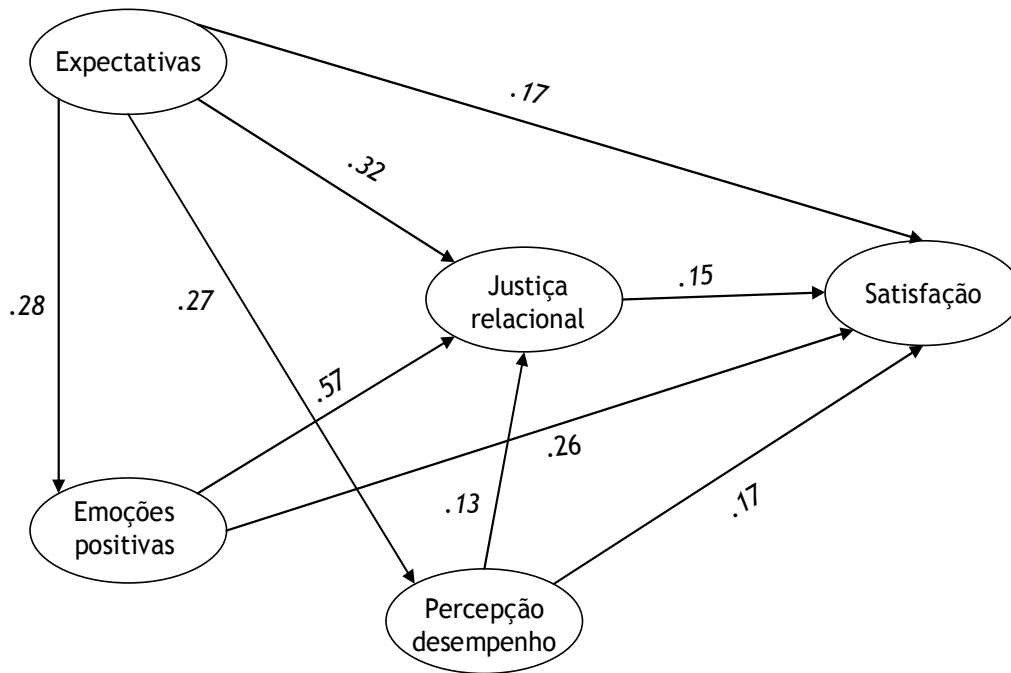 Expectativas
.17
.32
Justiça
relacional
.15
Satisfação
.28
.27
.57
.26
.13
.17
Emoções
positivas
Percepção
desempenho